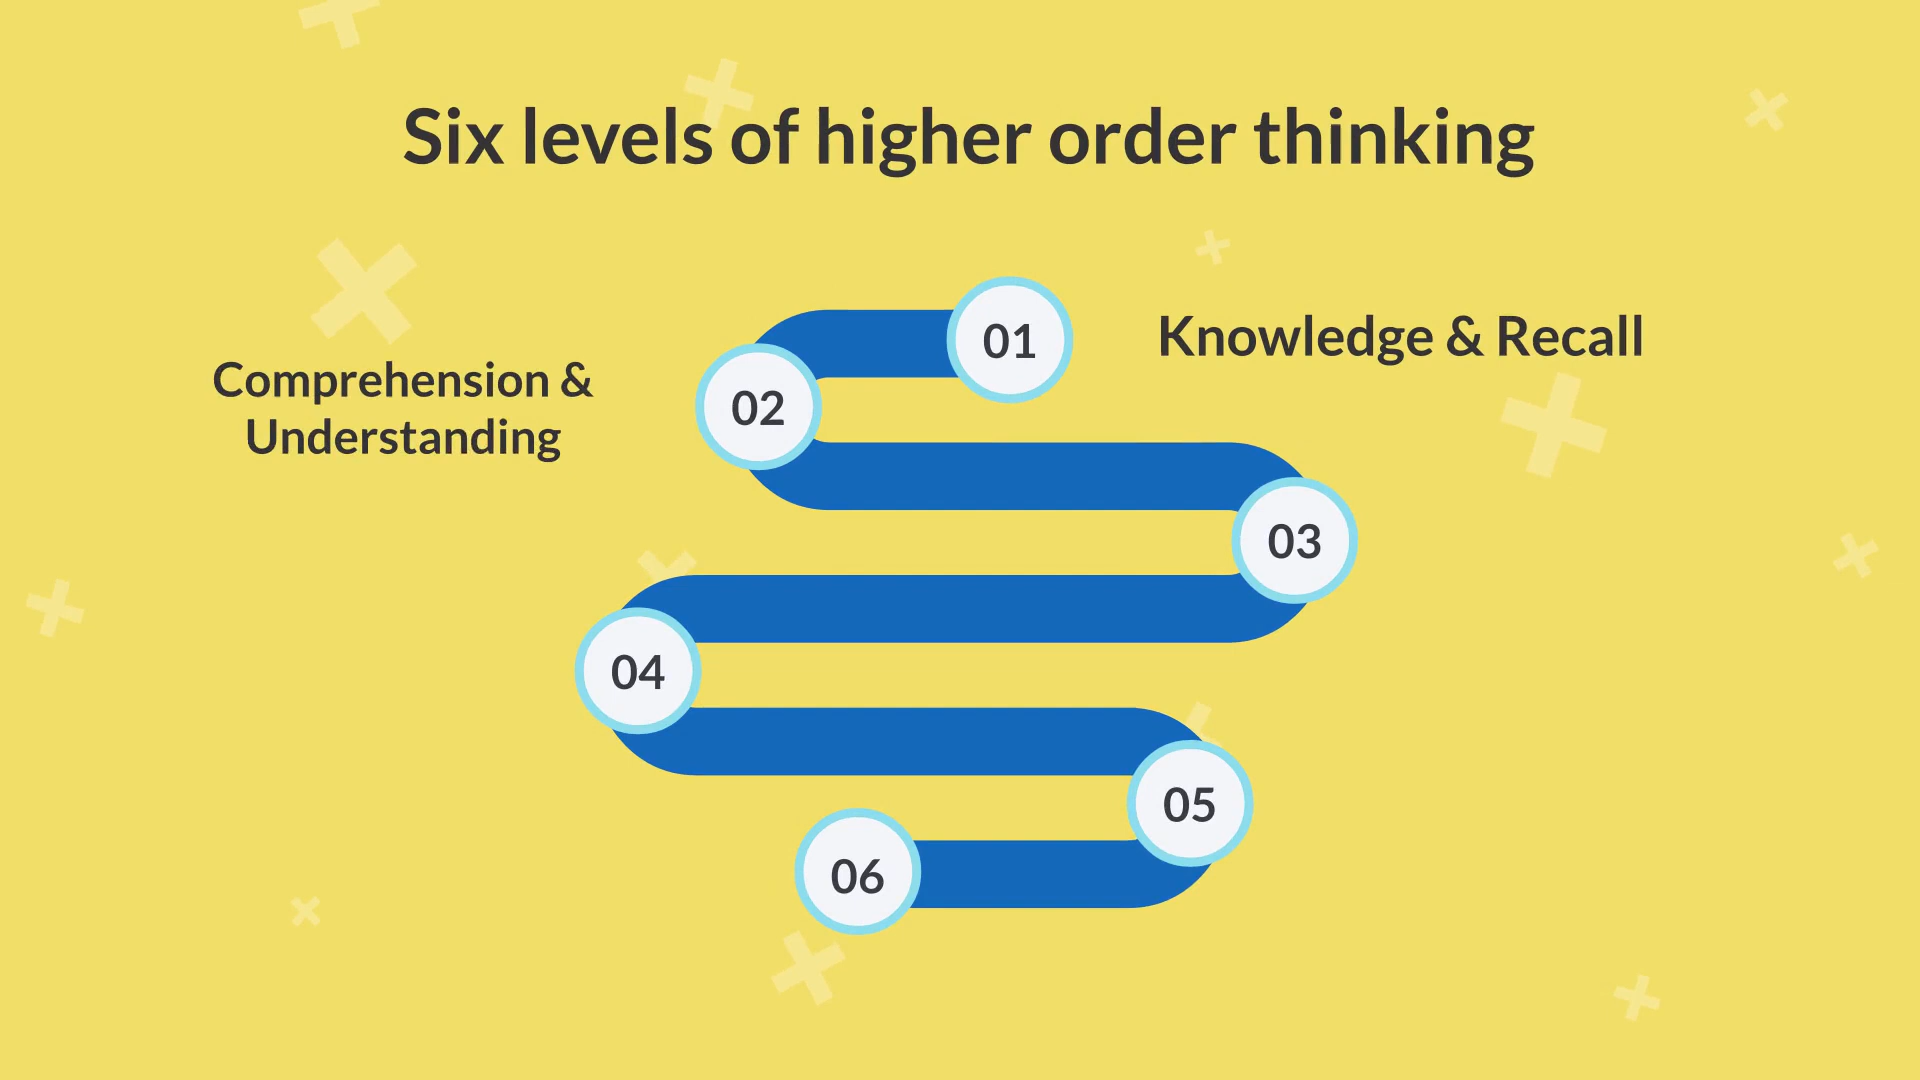 Six levels of higher order thinking
01
Knowledge & Recall
02
Comprehension &
Understanding
03
04
05
06